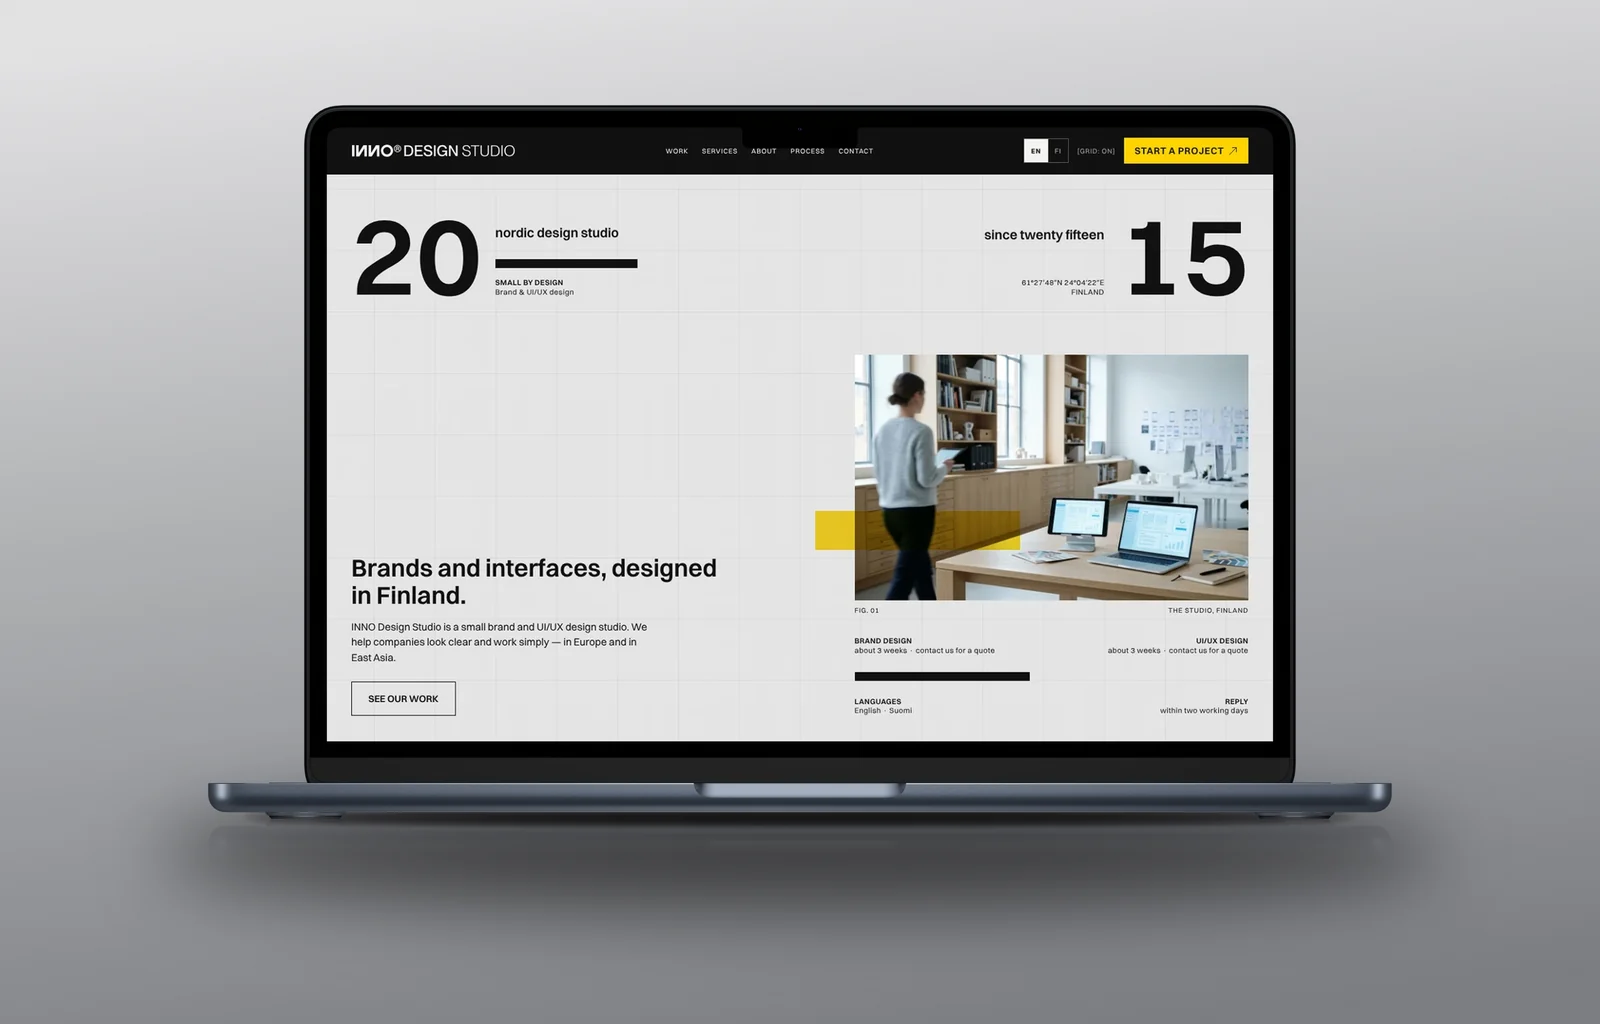 INNO® DESIGN STUDIO
WORK SERVICES ABOUT PROCESS CONTACT
EN FI [GRID: ON] START A PROJECT ↗
20
nordic design studio
SMALL BY DESIGN
Brand & UI/UX design
since twenty fifteen
61°27'48"N 24°04'22"E
FINLAND
15
Brands and interfaces, designed
in Finland.
INNO Design Studio is a small brand and UI/UX design studio. We
help companies look clear and work simply — in Europe and in
East Asia.
SEE OUR WORK
FIG. 01
THE STUDIO, FINLAND
BRAND DESIGN
about 3 weeks · contact us for a quote
UI/UX DESIGN
about 3 weeks · contact us for a quote
LANGUAGES
English · Suomi
REPLY
within two working days